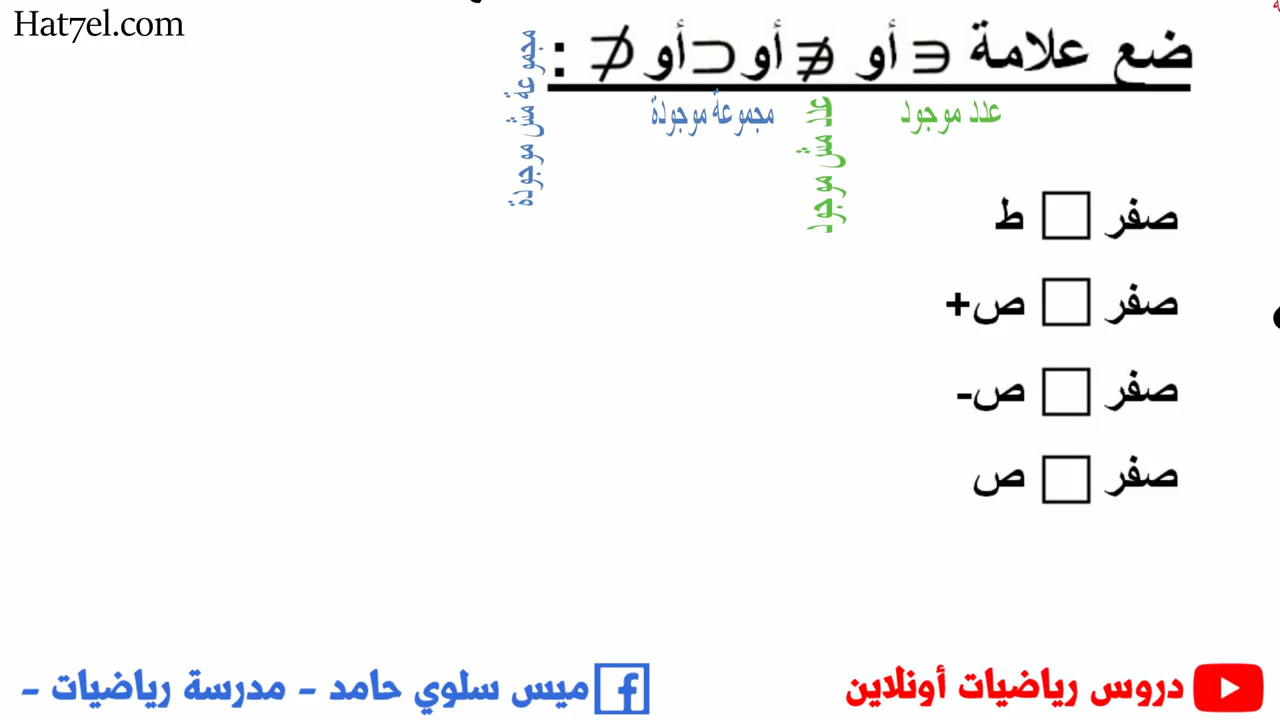 Hat7el.com
ضع علامة ∋ أو ∌ أو ⊃ أو ⊅ :
عدد موجود
عدد مش موجود
مجموعة موجودة
مجموعة مش موجودة
صفر □ ط
صفر □ ص+
صفر □ ص-
صفر □ ص
دروس رياضيات أونلاين
ميس سلوي حامد - مدرسة رياضيات -